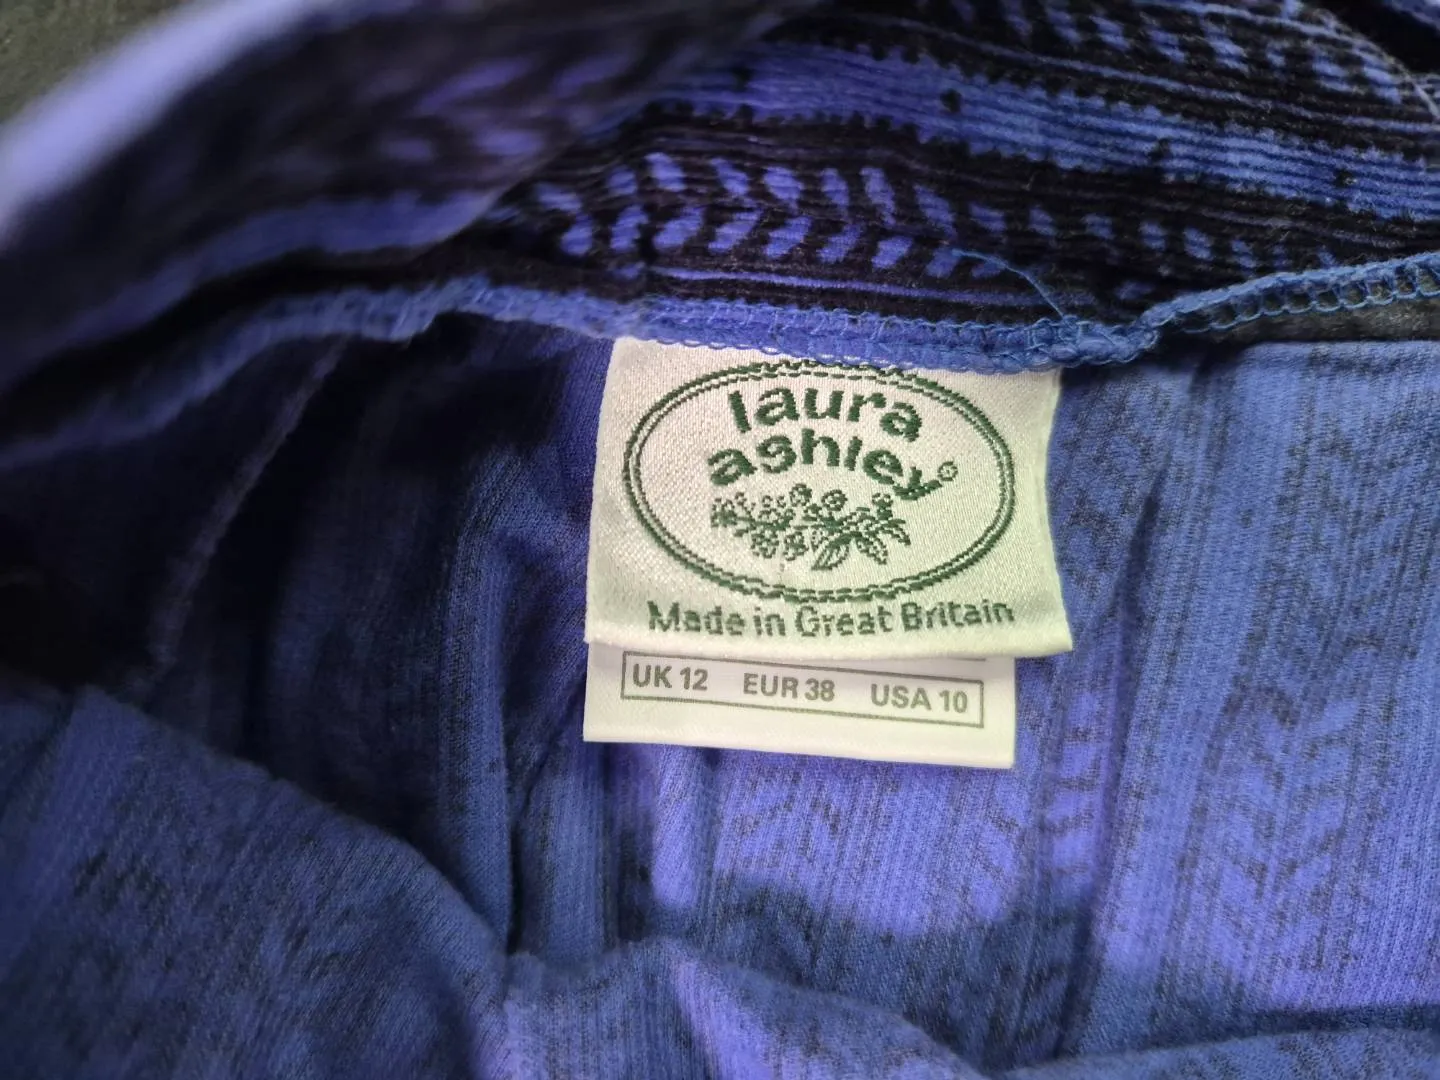 laura
ashley®
Made in Great Britain
UK 12 EUR 38 USA 10